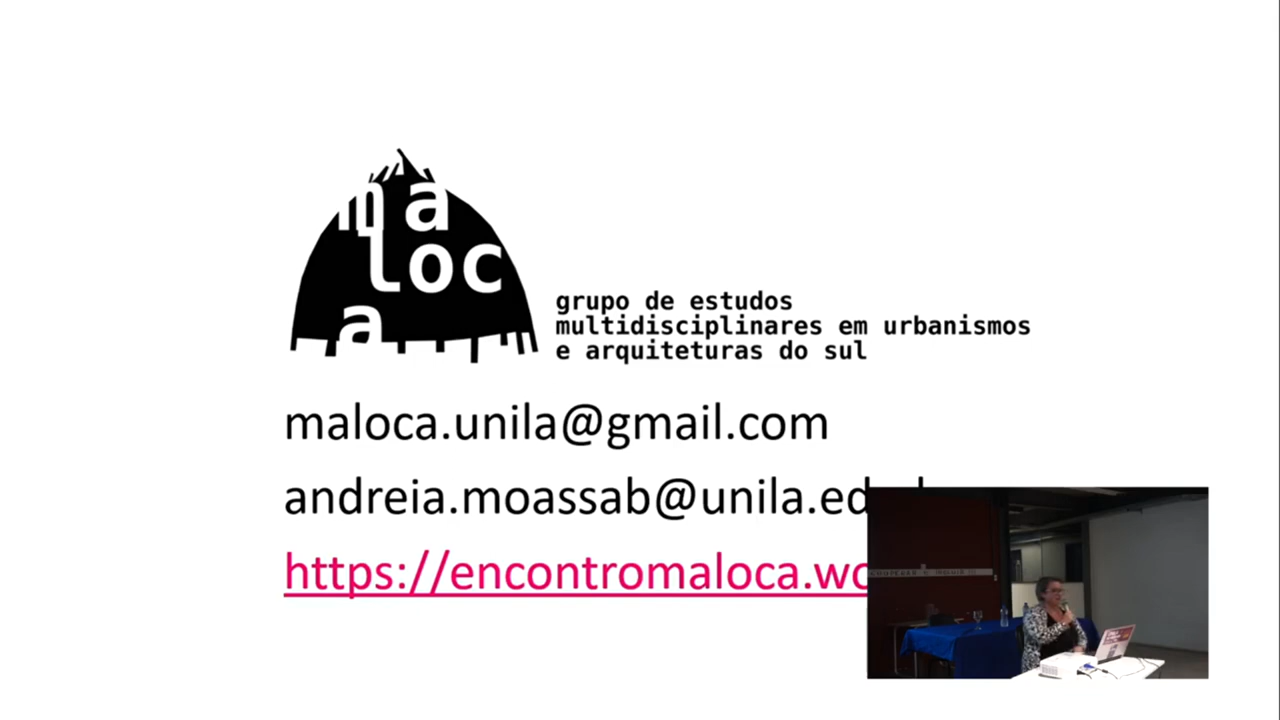 ma
loc
a
grupo de estudos
multidisciplinares em urbanismos
e arquiteturas do sul
maloca.unila@gmail.com
andreia.moassab@unila.ed
https://encontromaloca.wo